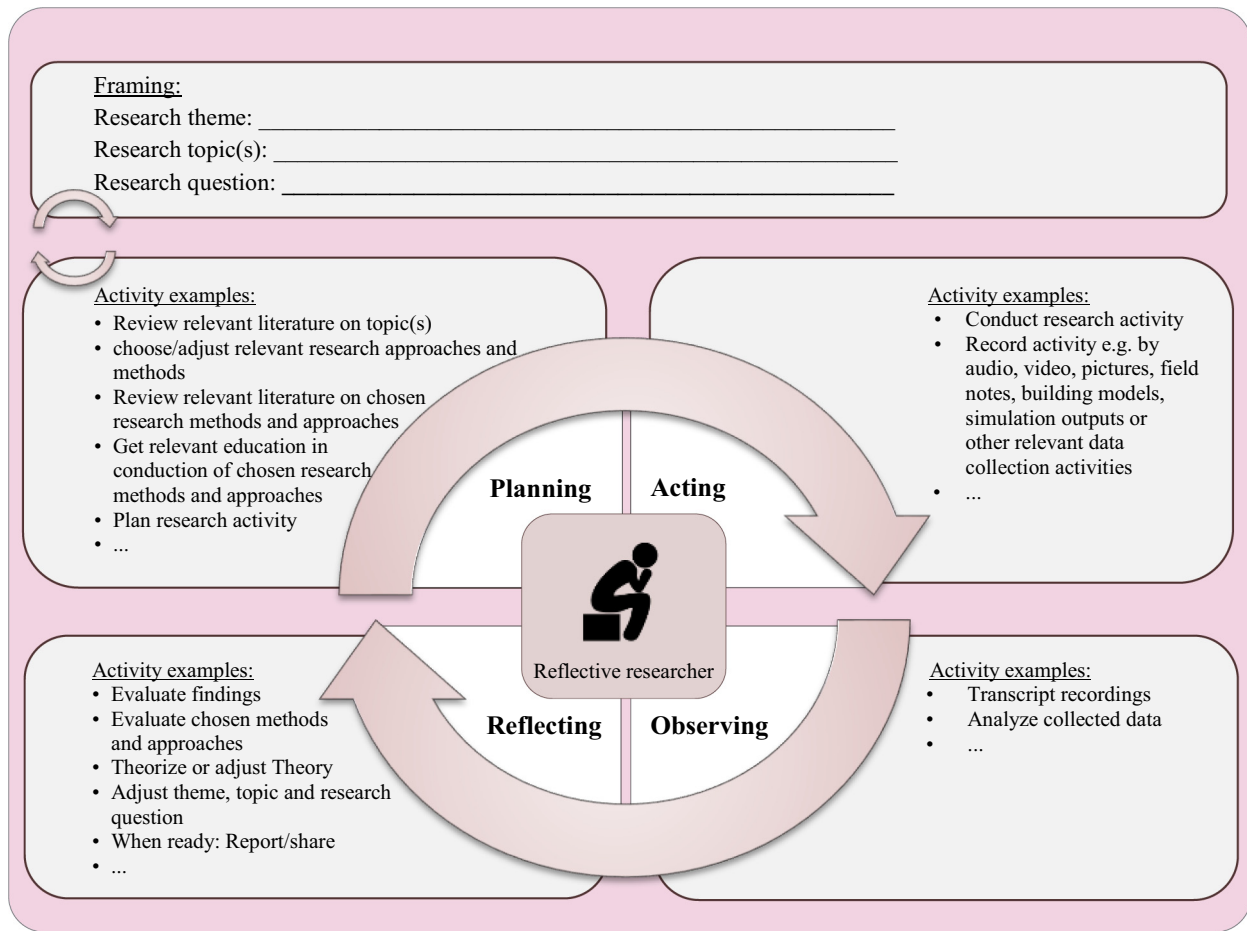 Framing:
Research theme: ______________________________________________________
Research topic(s): _____________________________________________________
Research question: ____________________________________________________
Activity examples:
• Review relevant literature on topic(s)
• choose/adjust relevant research approaches and
methods
• Review relevant literature on chosen
research methods and approaches
• Get relevant education in
conduction of chosen research
methods and approaches
• Plan research activity
• ...
Activity examples:
• Conduct research activity
• Record activity e.g. by
audio, video, pictures, field
notes, building models,
simulation outputs or
other relevant data
collection activities
• ...
Planning
Acting
Reflective researcher
Reflecting
Observing
Activity examples:
• Evaluate findings
• Evaluate chosen methods
and approaches
• Theorize or adjust Theory
• Adjust theme, topic and research
question
• When ready: Report/share
• ...
Activity examples:
• Transcript recordings
• Analyze collected data
• ...